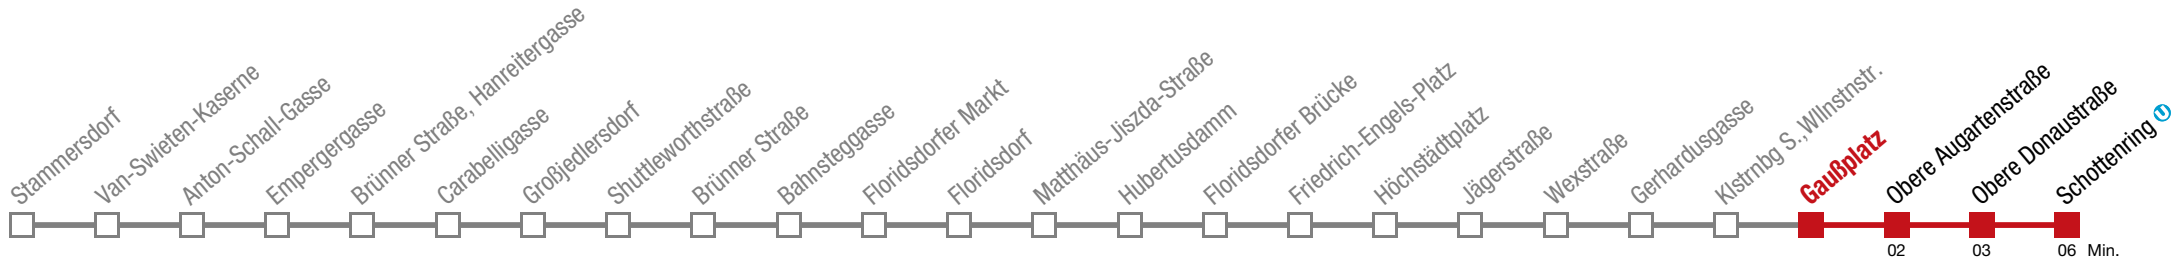 Stammersdorf
Van-Swieten-Kaserne
Anton-Schall-Gasse
Empergergasse
Brünner Straße, Hanreitergasse
Carabelligasse
Großjedlersdorf
Shuttleworthstraße
Brünner Straße
Bahnsteggasse
Floridsdorfer Markt
Floridsdorf
Matthäus-Jiszda-Straße
Hubertusdamm
Floridsdorfer Brücke
Friedrich-Engels-Platz
Höchstädtplatz
Jägerstraße
Wexstraße
Gerhardusgasse
Klstrnbg S.,Wllnstnstr.
Gaußplatz
Obere Augartenstraße
Obere Donaustraße
Schottenring U
02 03 06 Min.